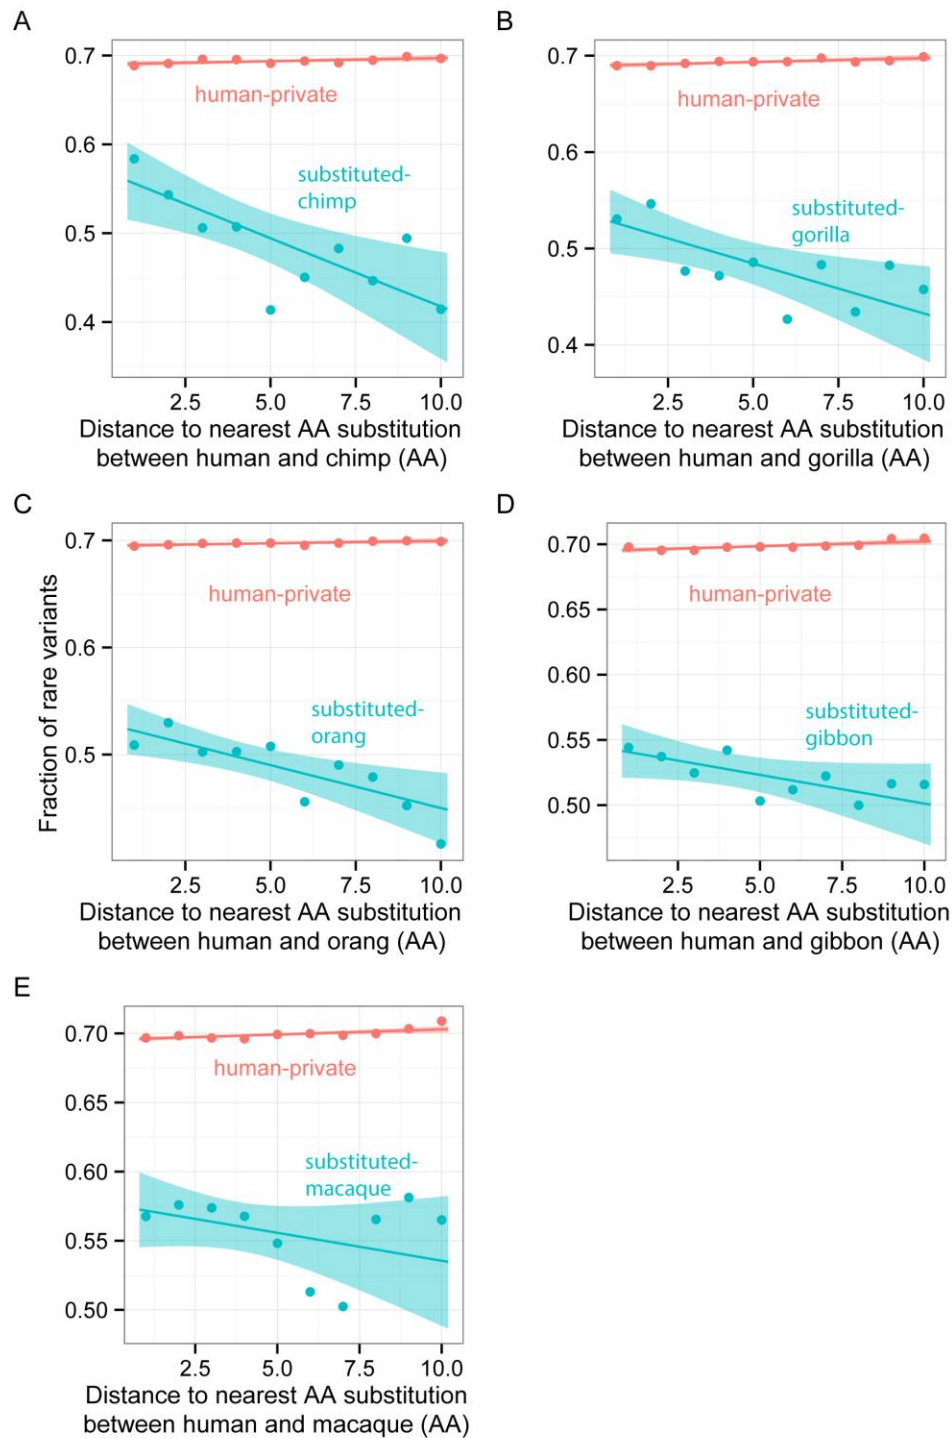 A
0.7
0.6
0.5
0.4
human-private
substituted-
chimp
2.5 5.0 7.5 10.0
Distance to nearest AA substitution
between human and chimp (AA)
B
0.7
0.6
0.5
0.4
human-private
substituted-
gorilla
2.5 5.0 7.5 10.0
Distance to nearest AA substitution
between human and gorilla (AA)
Fraction of rare variants
C
0.7
0.6
0.5
human-private
substituted-
orang
2.5 5.0 7.5 10.0
Distance to nearest AA substitution
between human and orang (AA)
D
0.70
0.65
0.60
0.55
0.50
human-private
substituted-
gibbon
2.5 5.0 7.5 10.0
Distance to nearest AA substitution
between human and gibbon (AA)
E
0.70
0.65
0.60
0.55
0.50
human-private
substituted-
macaque
2.5 5.0 7.5 10.0
Distance to nearest AA substitution
between human and macaque (AA)